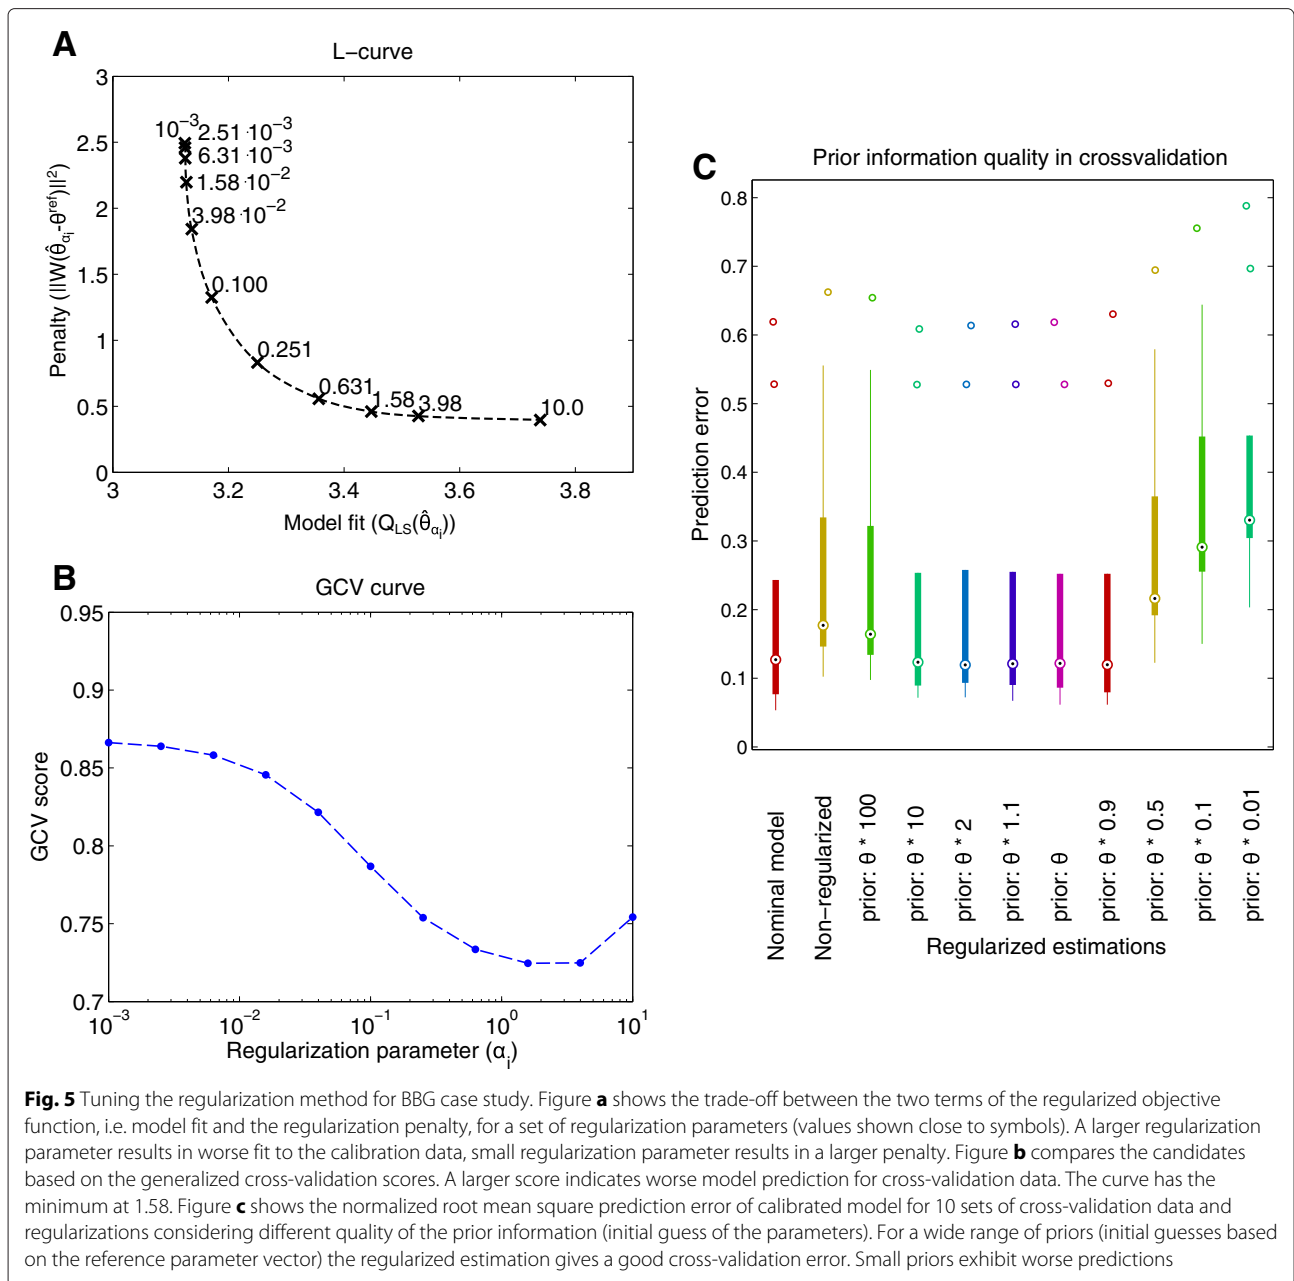 A
L−curve
3
2.5
2
1.5
1
0.5
0
Penalty (||W(θ̂αi-θref)||²)
10⁻³
2.51·10⁻³
6.31·10⁻³
1.58·10⁻²
3.98·10⁻²
0.100
0.251
0.631
1.58
3.98
10.0
3 3.2 3.4 3.6 3.8
Model fit (QLS(θ̂αi))
B
GCV curve
0.95
0.9
0.85
0.8
0.75
0.7
GCV score
10⁻³ 10⁻² 10⁻¹ 10⁰ 10¹
Regularization parameter (αi)
C
Prior information quality in crossvalidation
0.8
0.7
0.6
0.5
0.4
0.3
0.2
0.1
0
Prediction error
Nominal model
Non−regularized
prior: θ * 100
prior: θ * 10
prior: θ * 2
prior: θ * 1.1
prior: θ
prior: θ * 0.9
prior: θ * 0.5
prior: θ * 0.1
prior: θ * 0.01
Regularized estimations
Fig. 5 Tuning the regularization method for BBG case study. Figure a shows the trade-off between the two terms of the regularized objective
function, i.e. model fit and the regularization penalty, for a set of regularization parameters (values shown close to symbols). A larger regularization
parameter results in worse fit to the calibration data, small regularization parameter results in a larger penalty. Figure b compares the candidates
based on the generalized cross-validation scores. A larger score indicates worse model prediction for cross-validation data. The curve has the
minimum at 1.58. Figure c shows the normalized root mean square prediction error of calibrated model for 10 sets of cross-validation data and
regularizations considering different quality of the prior information (initial guess of the parameters). For a wide range of priors (initial guesses based
on the reference parameter vector) the regularized estimation gives a good cross-validation error. Small priors exhibit worse predictions